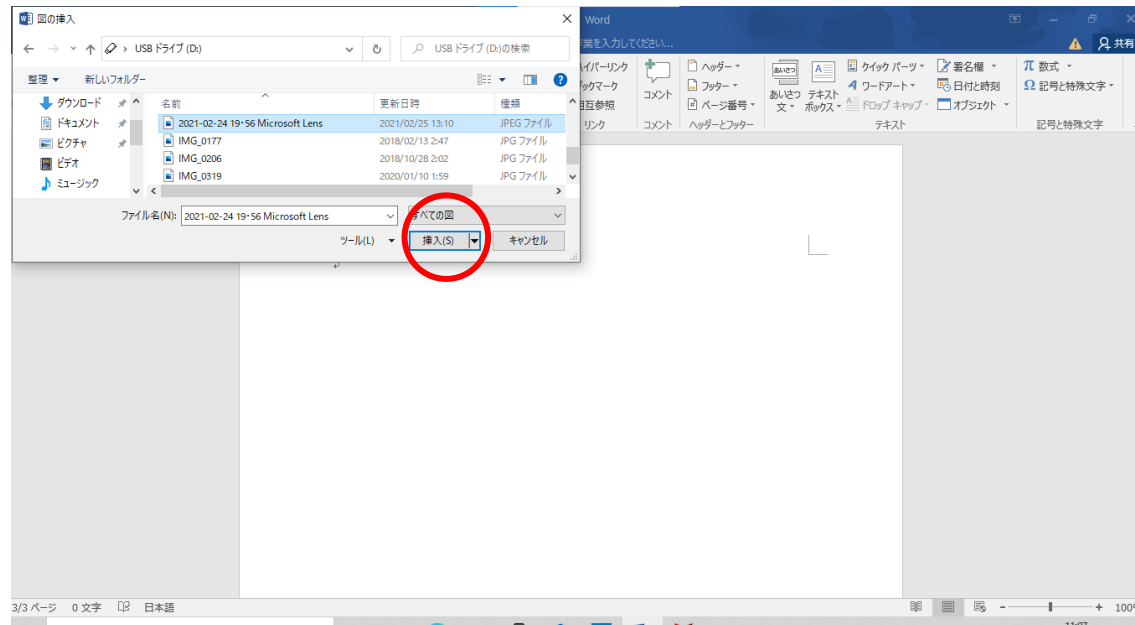 図の挿入
Word
USB ドライブ (D:)
USB ドライブ (D:)の検索
業を入力してください...
共有
整理
新しいフォルダー
ダウンロード
ドキュメント
ピクチャ
ビデオ
ミュージック
名前 更新日時 種類
2021-02-24 19・56 Microsoft Lens 2021/02/25 13:10 JPEG ファイル
IMG_0177 2018/02/13 2:47 JPG ファイル
IMG_0206 2018/10/28 2:02 JPG ファイル
IMG_0319 2020/01/10 1:59 JPG ファイル
ファイル名(N): 2021-02-24 19・56 Microsoft Lens
すべての図
ツール(L) 挿入(S) キャンセル
イパーリンク
ックマーク
相互参照
リンク
コメント
コメント
ヘッダー
フッター
ページ番号
ヘッダーとフッター
あいさつ
文
テキスト
ボックス
クイック パーツ
ワードアート
ドロップ キャップ
署名欄
日付と時刻
オブジェクト
テキスト
π 数式
Ω 記号と特殊文字
記号と特殊文字
3/3 ページ 0 文字 日本語
100%
11:07